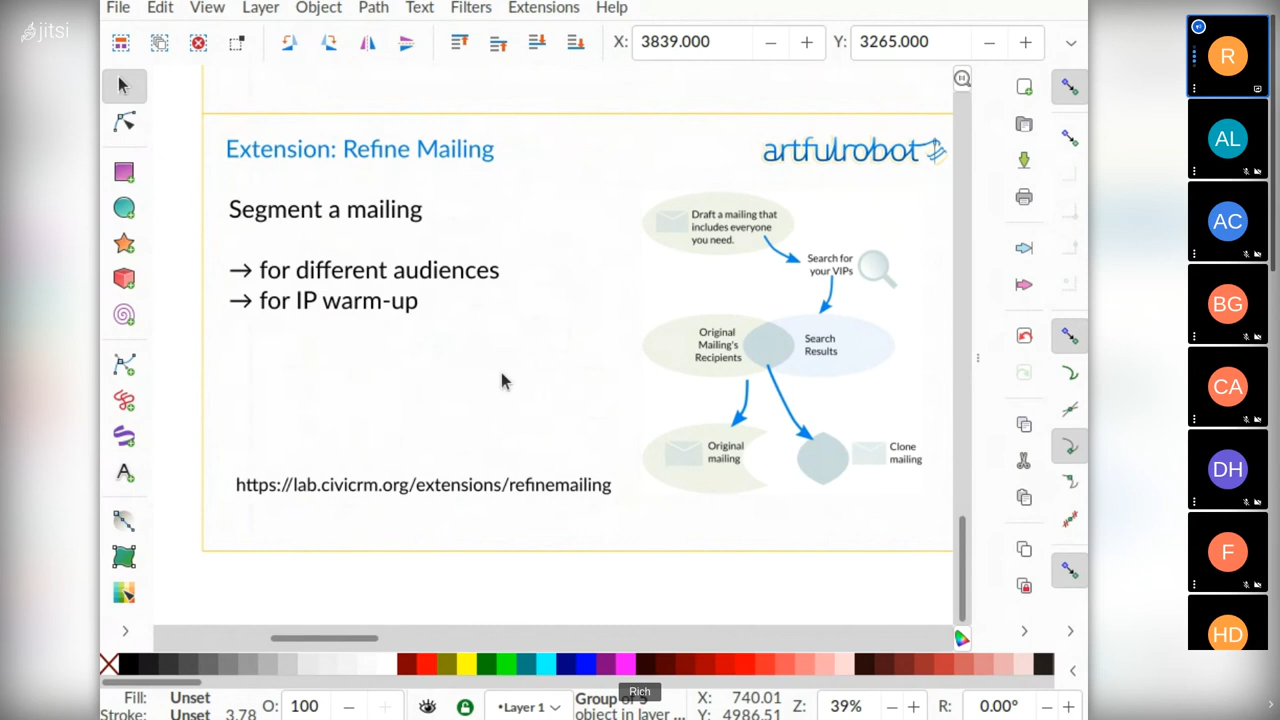 jitsi
File Edit View Layer Object Path Text Filters Extensions Help
X: 3839.000 Y: 3265.000
Extension: Refine Mailing
artfulrobot
Segment a mailing
→ for different audiences
→ for IP warm-up
https://lab.civicrm.org/extensions/refinemailing
Draft a mailing that
includes everyone
you need.
Search for
your VIPs
Original
Mailing's
Recipients
Search
Results
Original
mailing
Clone
mailing
R
AL
AC
BG
CA
DH
F
HD
Rich
Fill: Unset
Stroke: Unset 3.78
O: 100
•Layer 1
Group of 5
object in layer ...
X: 740.01
Y: 4986.51
Z: 39%
R: 0.00°